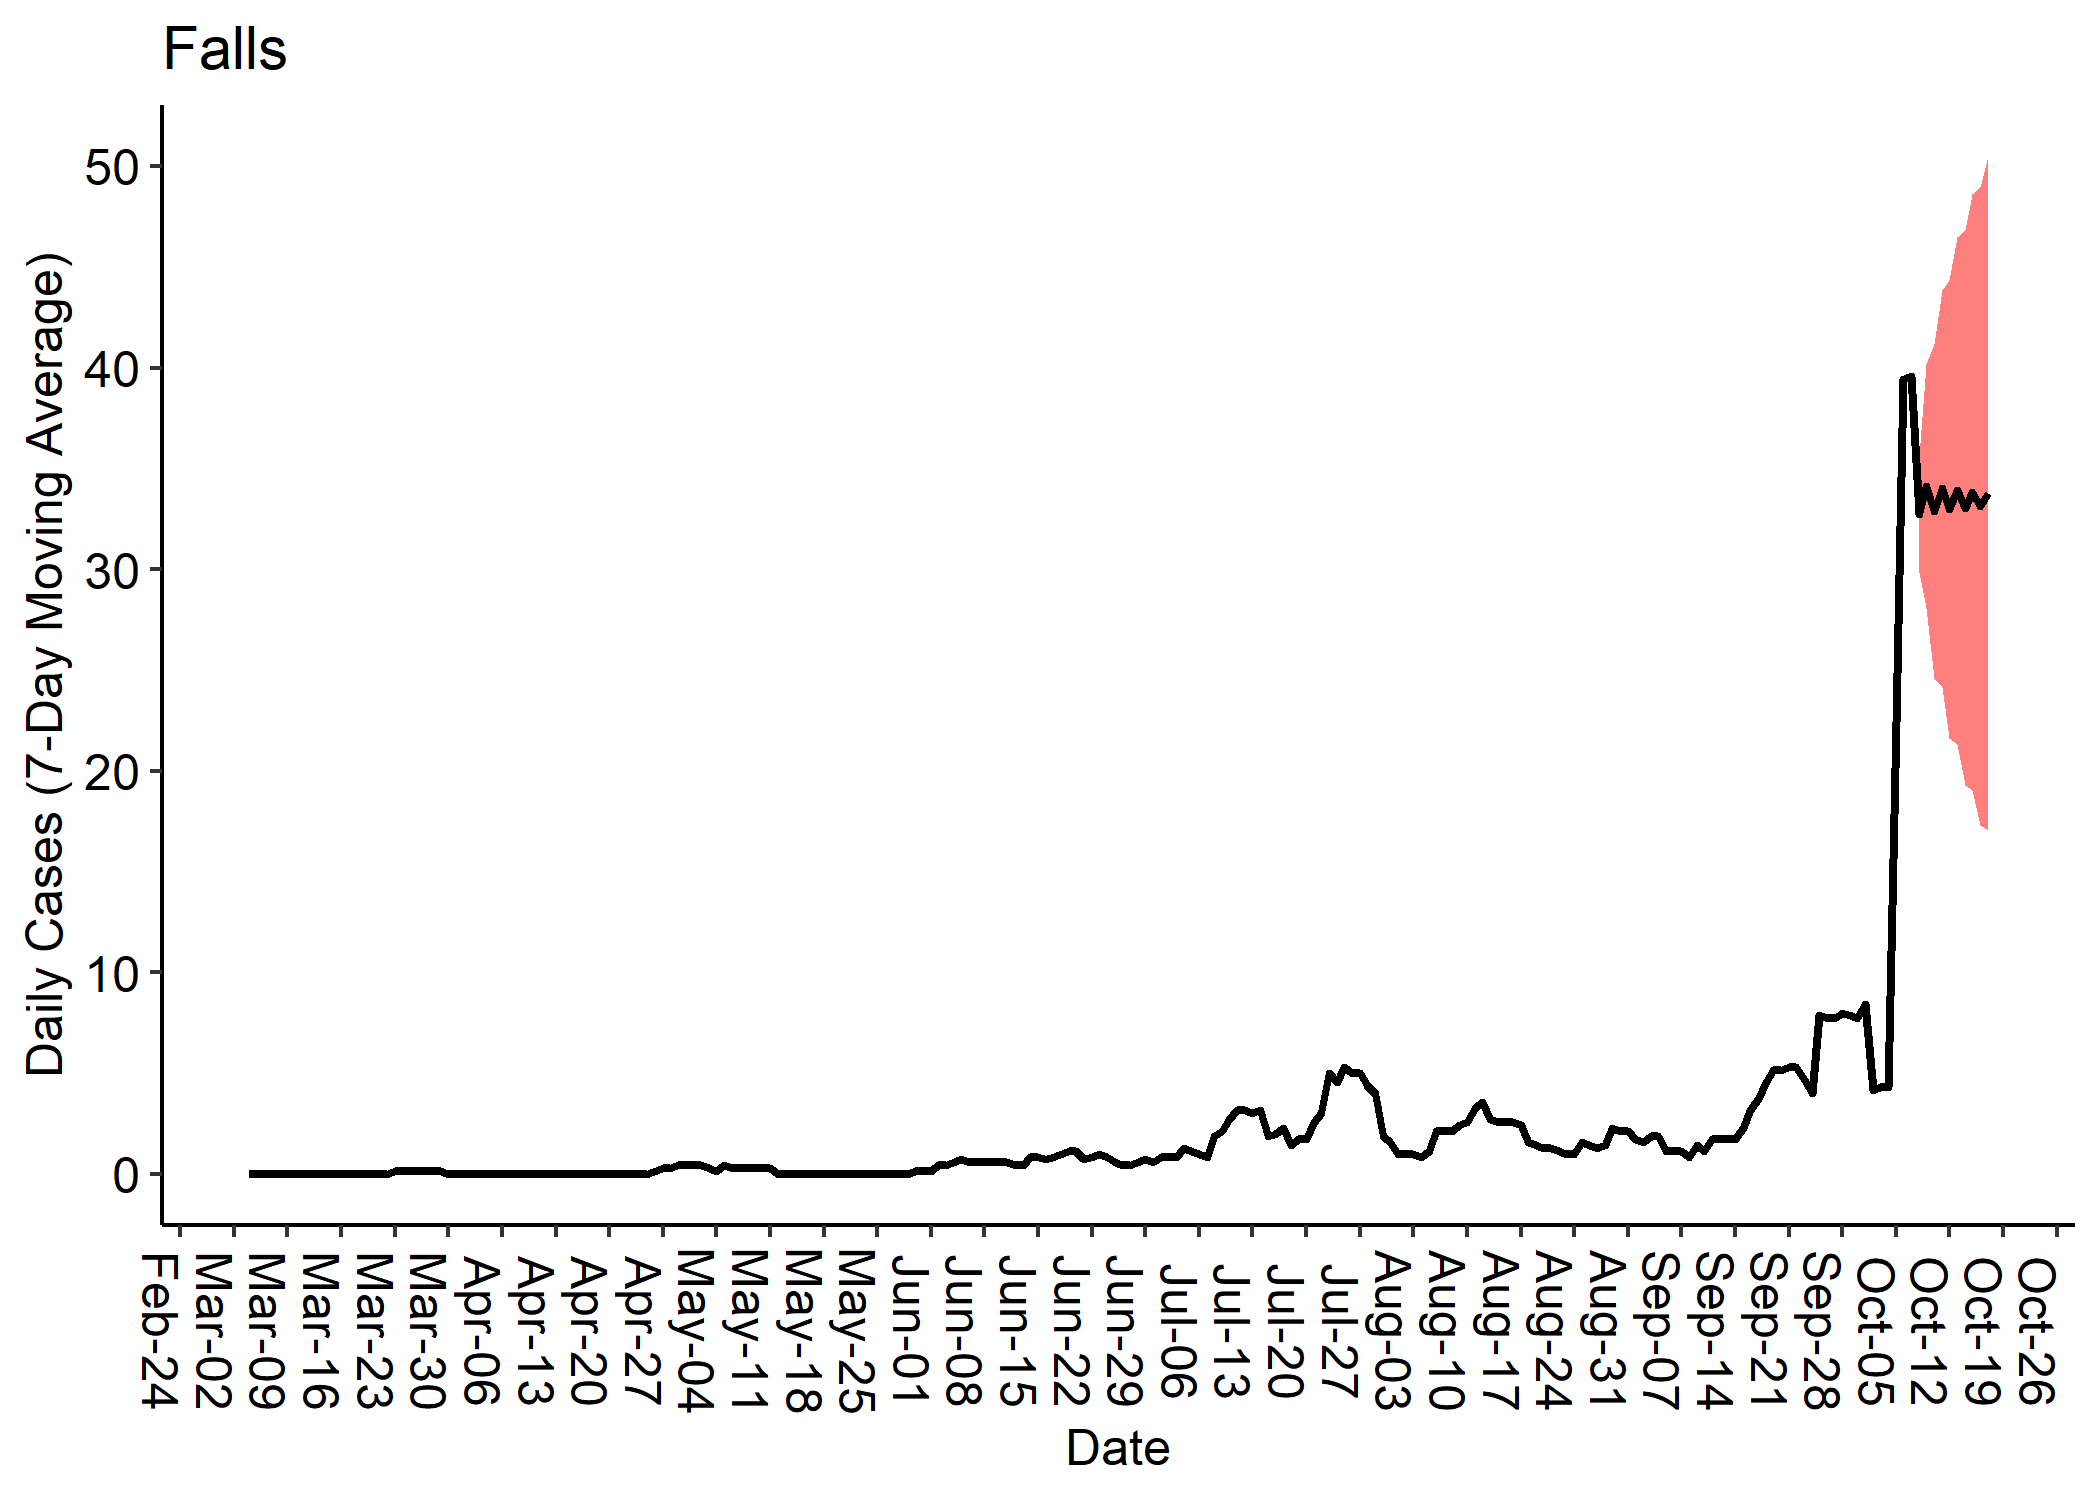 Falls
Daily Cases (7-Day Moving Average)
50
40
30
20
10
0
Feb-24
Mar-02
Mar-09
Mar-16
Mar-23
Mar-30
Apr-06
Apr-13
Apr-20
Apr-27
May-04
May-11
May-18
May-25
Jun-01
Jun-08
Jun-15
Jun-22
Jun-29
Jul-06
Jul-13
Jul-20
Jul-27
Aug-03
Aug-10
Aug-17
Aug-24
Aug-31
Sep-07
Sep-14
Sep-21
Sep-28
Oct-05
Oct-12
Oct-19
Oct-26
Date